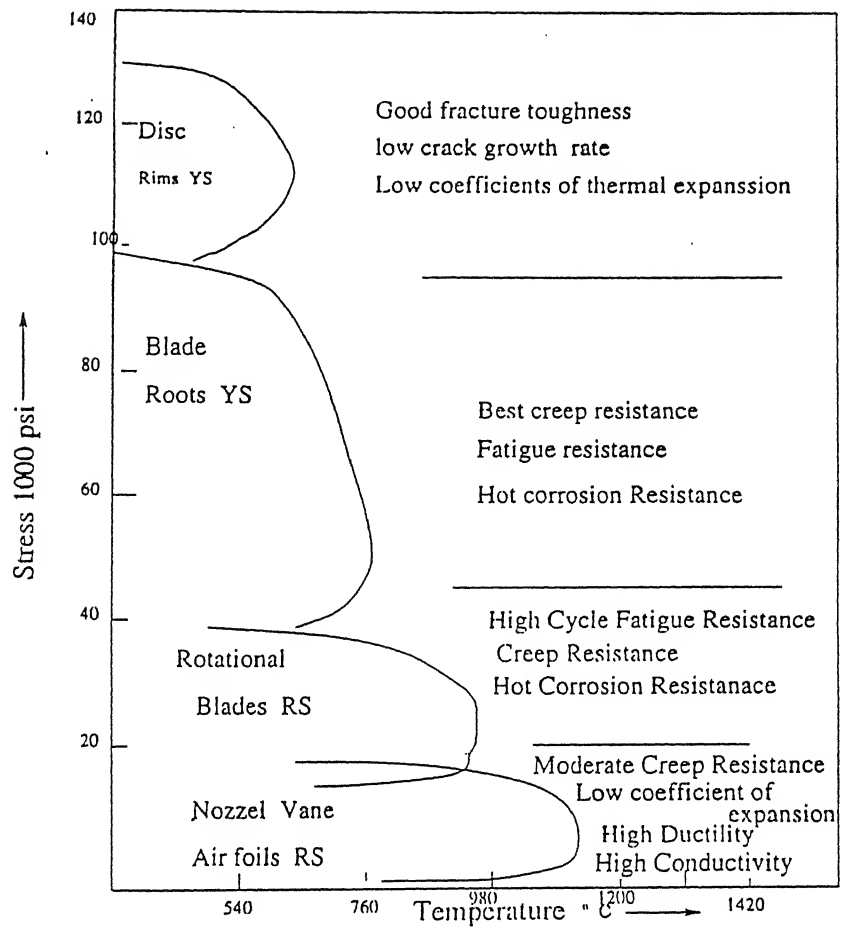 140
120
Disc
Rims YS
Good fracture toughness
low crack growth rate
Low coefficients of thermal expanssion
100
80
Blade
Roots YS
Best creep resistance
Fatigue resistance
Hot corrosion Resistance
60
Stress 1000 psi
40
High Cycle Fatigue Resistance
Creep Resistance
Hot Corrosion Resistanace
Rotational
Blades RS
20
Moderate Creep Resistance
Low coefficient of
expansion
High Ductility
High Conductivity
Nozzel Vane
Air foils RS
540
760
980
1200
1420
Temperature °C